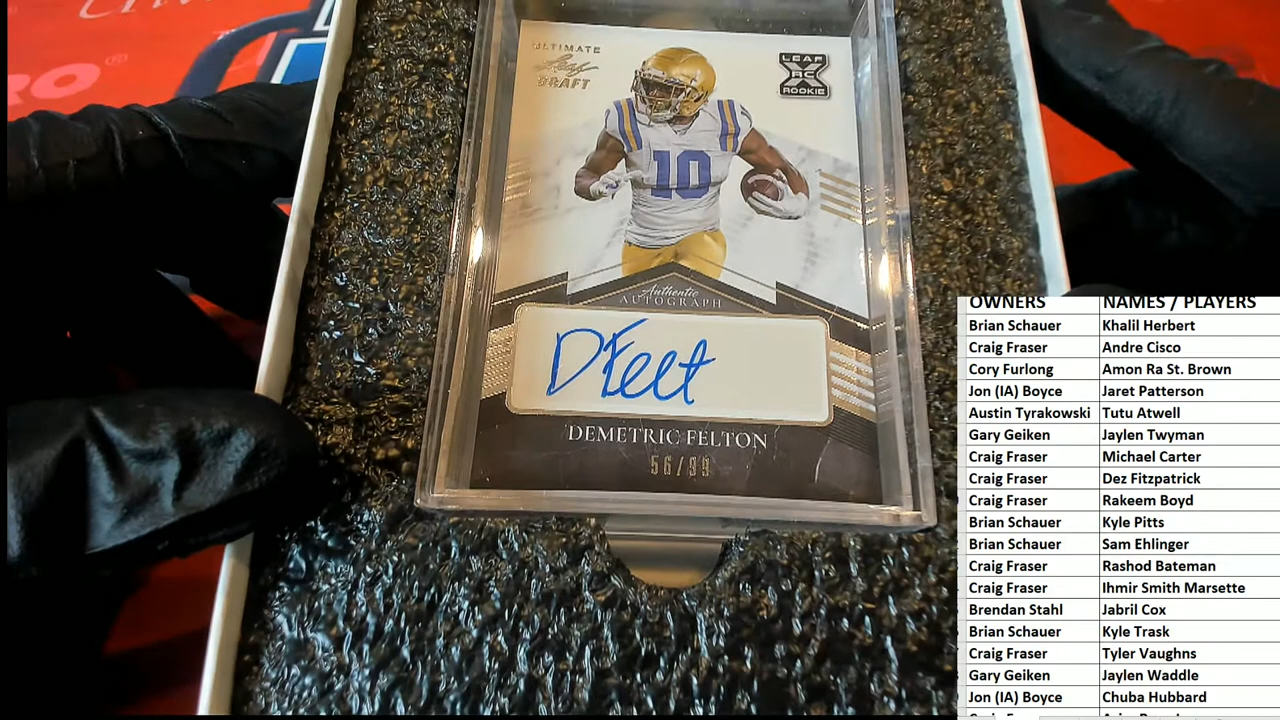 RO
ULTIMATE
Leaf
DRAFT
LEAF
RC
ROOKIE
10
Authentic
AUTOGRAPH
DFelt
DEMETRIC FELTON
56/99
OWNERS NAMES / PLAYERS
Brian Schauer Khalil Herbert
Craig Fraser Andre Cisco
Cory Furlong Amon Ra St. Brown
Jon (IA) Boyce Jaret Patterson
Austin Tyrakowski Tutu Atwell
Gary Geiken Jaylen Twyman
Craig Fraser Michael Carter
Craig Fraser Dez Fitzpatrick
Craig Fraser Rakeem Boyd
Brian Schauer Kyle Pitts
Brian Schauer Sam Ehlinger
Craig Fraser Rashod Bateman
Craig Fraser Ihmir Smith Marsette
Brendan Stahl Jabril Cox
Brian Schauer Kyle Trask
Craig Fraser Tyler Vaughns
Gary Geiken Jaylen Waddle
Jon (IA) Boyce Chuba Hubbard